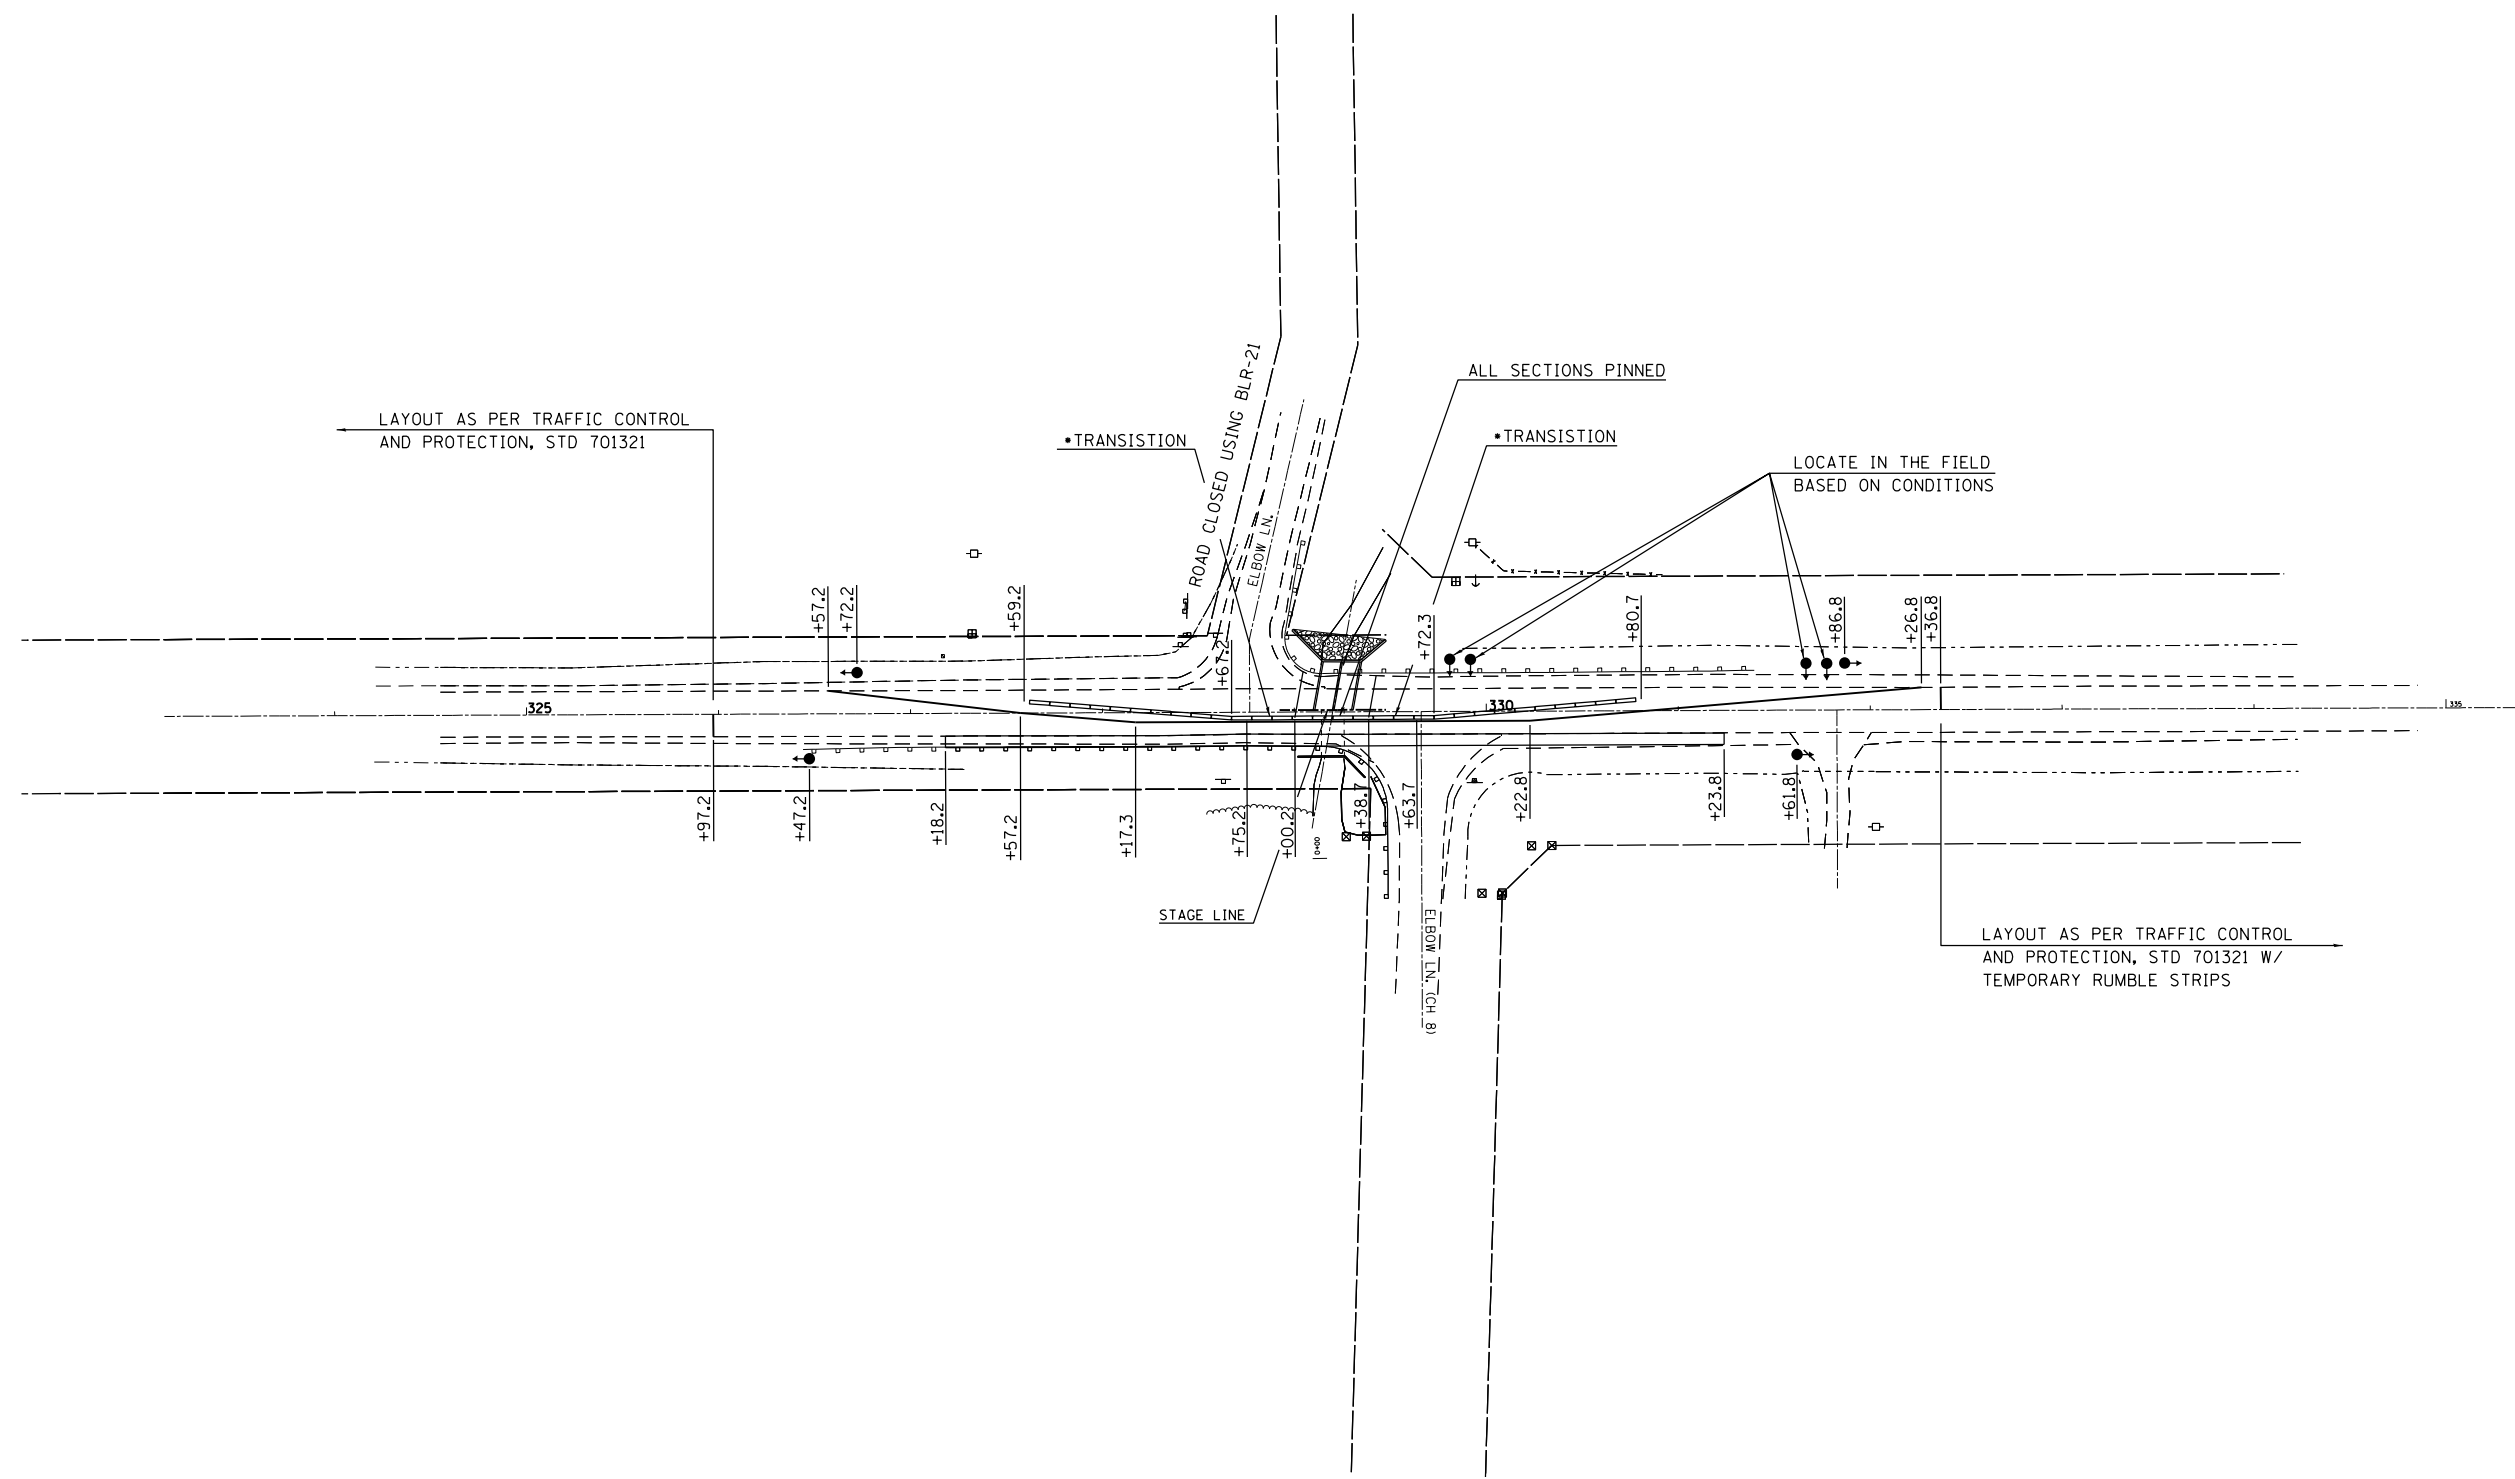 ROAD CLOSED USING BLR-21
ELBOW LN.
ALL SECTIONS PINNED
LAYOUT AS PER TRAFFIC CONTROL
AND PROTECTION, STD 701321
*TRANSISTION
*TRANSISTION
LOCATE IN THE FIELD
BASED ON CONDITIONS
+57.2
+72.2
+59.2
+67.2
+72.3
+80.7
+86.8
+26.8
+36.8
325
330
335
+97.2
+47.2
+18.2
+57.2
+17.3
+75.2
+00.2
0+00
+38.7
+63.7
+22.8
+23.8
+61.8
STAGE LINE
ELBOW LN. (CH 8)
LAYOUT AS PER TRAFFIC CONTROL
AND PROTECTION, STD 701321 W/
TEMPORARY RUMBLE STRIPS